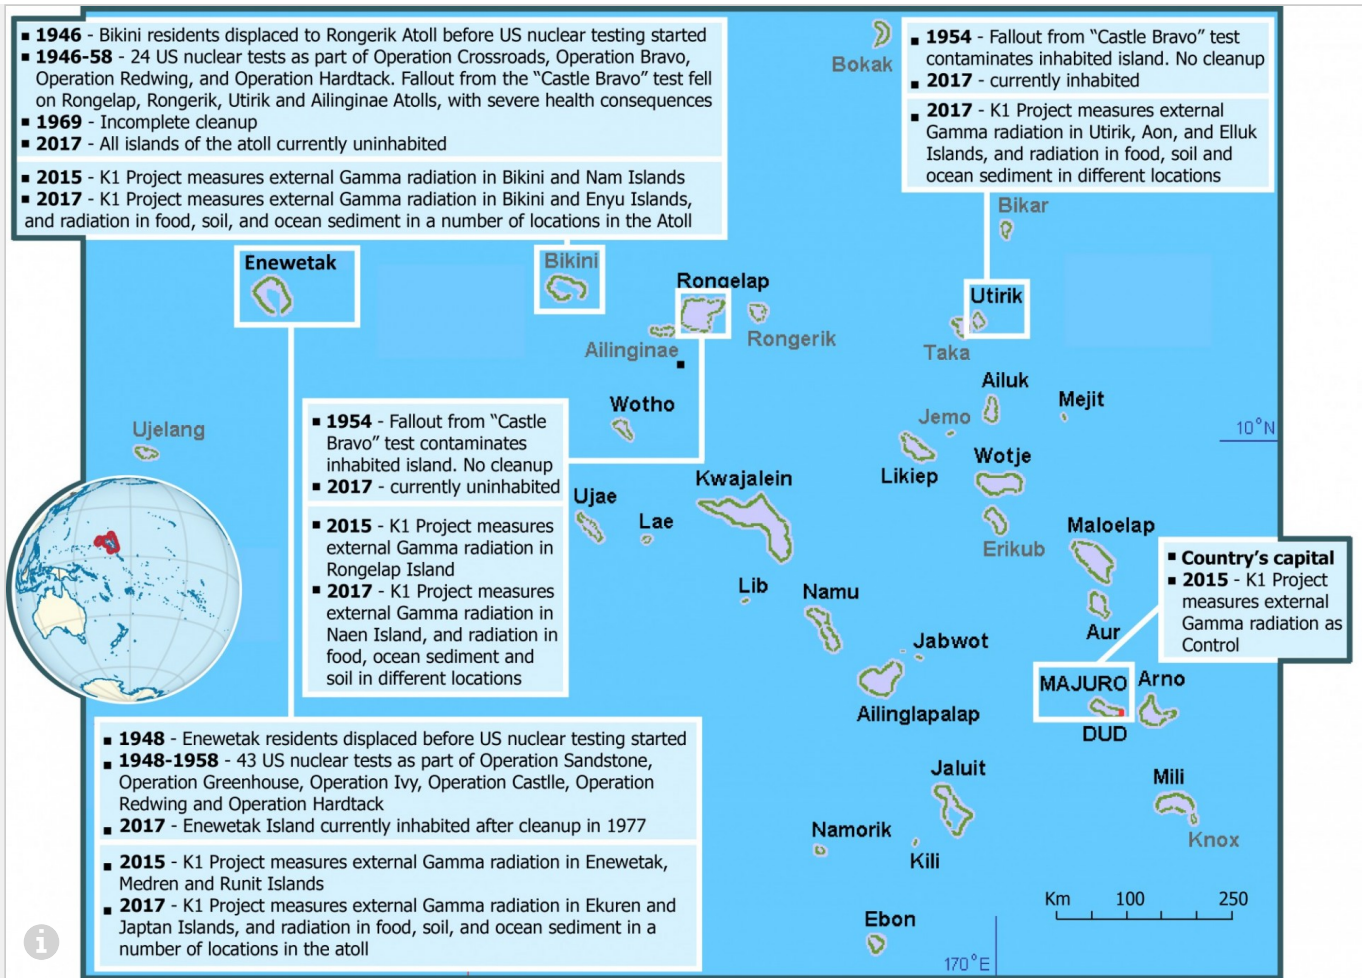 1946 - Bikini residents displaced to Rongerik Atoll before US nuclear testing started
1946-58 - 24 US nuclear tests as part of Operation Crossroads, Operation Bravo,
Operation Redwing, and Operation Hardtack. Fallout from the “Castle Bravo” test fell
on Rongelap, Rongerik, Utirik and Ailinginae Atolls, with severe health consequences
1969 - Incomplete cleanup
2017 - All islands of the atoll currently uninhabited
2015 - K1 Project measures external Gamma radiation in Bikini and Nam Islands
2017 - K1 Project measures external Gamma radiation in Bikini and Enyu Islands,
and radiation in food, soil, and ocean sediment in a number of locations in the Atoll
Bokak
1954 - Fallout from “Castle Bravo” test
contaminates inhabited island. No cleanup
2017 - currently inhabited
2017 - K1 Project measures external
Gamma radiation in Utirik, Aon, and Elluk
Islands, and radiation in food, soil and
ocean sediment in different locations
Bikar
Enewetak
Bikini
Rongelap
Utirik
Rongerik
Ailinginae
Taka
Ailuk
Mejit
Wotho
Jemo
Ujelang
10°N
1954 - Fallout from “Castle
Bravo” test contaminates
inhabited island. No cleanup
2017 - currently uninhabited
2015 - K1 Project measures
external Gamma radiation in
Rongelap Island
2017 - K1 Project measures
external Gamma radiation in
Naen Island, and radiation in
food, ocean sediment and
soil in different locations
Likiep
Wotje
Kwajalein
Ujae
Lae
Erikub
Maloelap
Lib
Namu
Aur
Jabwot
Country’s capital
2015 - K1 Project
measures external
Gamma radiation as
Control
MAJURO
Arno
DUD
Ailinglapalap
1948 - Enewetak residents displaced before US nuclear testing started
1948-1958 - 43 US nuclear tests as part of Operation Sandstone,
Operation Greenhouse, Operation Ivy, Operation Castlle, Operation
Redwing and Operation Hardtack
2017 - Enewetak Island currently inhabited after cleanup in 1977
2015 - K1 Project measures external Gamma radiation in Enewetak,
Medren and Runit Islands
2017 - K1 Project measures external Gamma radiation in Ekuren and
Japtan Islands, and radiation in food, soil, and ocean sediment in a
number of locations in the atoll
Jaluit
Mili
Namorik
Kili
Knox
Km 100 250
Ebon
170°E
i